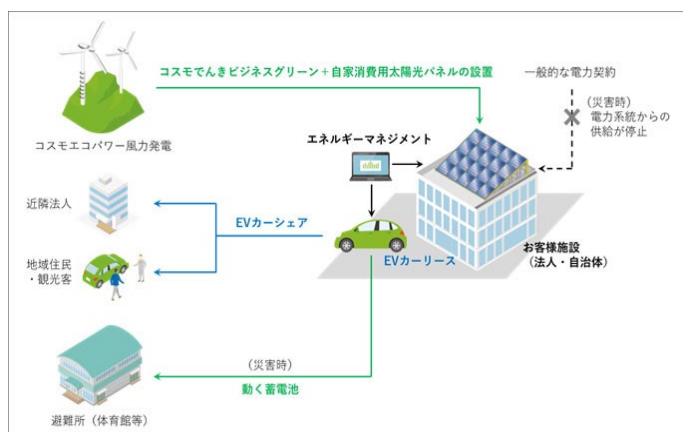 コスモでんきビジネスグリーン＋自家消費用太陽光パネルの設置
一般的な電力契約
（災害時）
電力系統からの
供給が停止
コスモエコパワー風力発電
エネルギーマネジメント
近隣法人
EVカーシェア
地域住民
・観光客
EVカーリース
お客様施設
（法人・自治体）
（災害時）
動く蓄電池
避難所（体育館等）